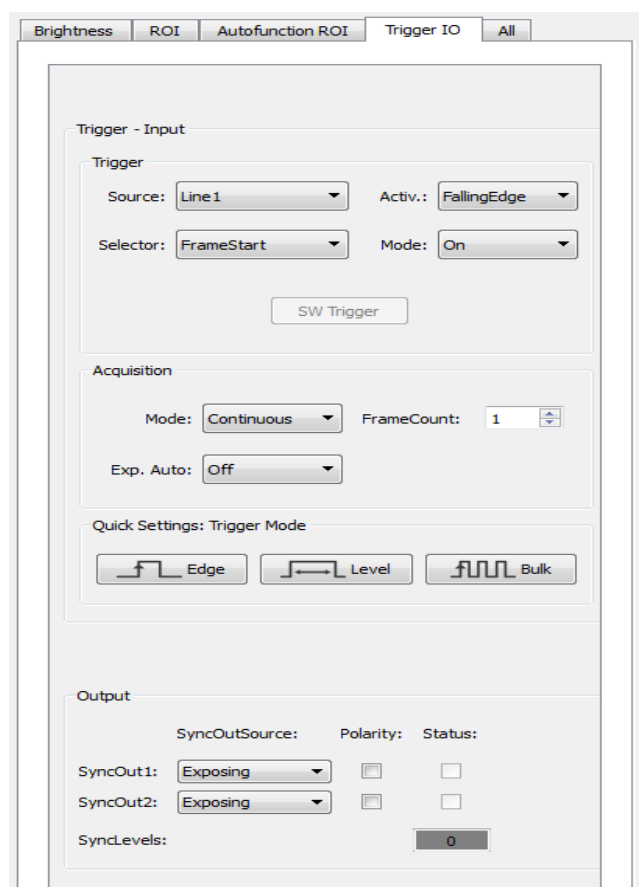 Brightness ROI Autofunction ROI Trigger IO All
Trigger - Input
Trigger
Source: Line1 Activ.: FallingEdge
Selector: FrameStart Mode: On
SW Trigger
Acquisition
Mode: Continuous FrameCount: 1
Exp. Auto: Off
Quick Settings: Trigger Mode
Edge Level Bulk
Output
SyncOutSource: Polarity: Status:
SyncOut1: Exposing
SyncOut2: Exposing
SyncLevels: 0